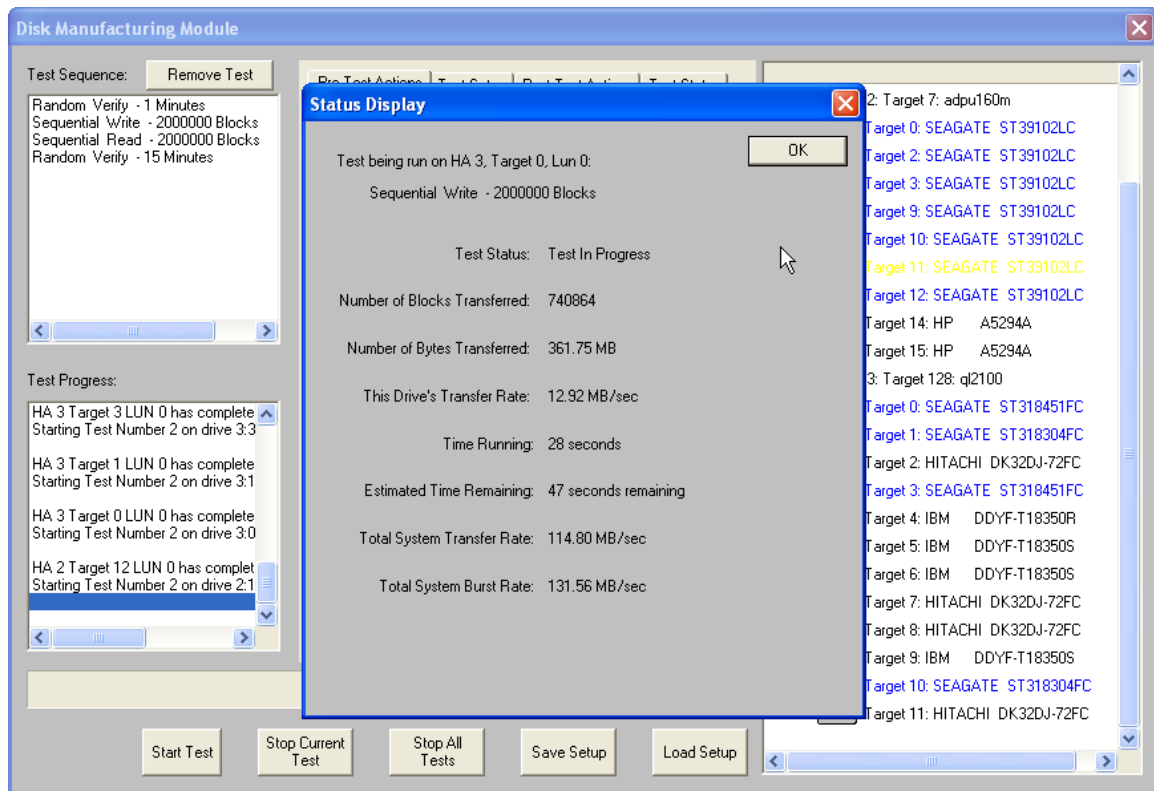 Disk Manufacturing Module
Test Sequence:
Remove Test
Random Verify - 1 Minutes
Sequential Write - 2000000 Blocks
Sequential Read - 2000000 Blocks
Random Verify - 15 Minutes
Test Progress:
HA 3 Target 3 LUN 0 has complete
Starting Test Number 2 on drive 3:3
HA 3 Target 1 LUN 0 has complete
Starting Test Number 2 on drive 3:1
HA 3 Target 0 LUN 0 has complete
Starting Test Number 2 on drive 3:0
HA 2 Target 12 LUN 0 has complet
Starting Test Number 2 on drive 2:1
Status Display
OK
Test being run on HA 3, Target 0, Lun 0:
Sequential Write - 2000000 Blocks
Test Status: Test In Progress
Number of Blocks Transferred: 740864
Number of Bytes Transferred: 361.75 MB
This Drive's Transfer Rate: 12.92 MB/sec
Time Running: 28 seconds
Estimated Time Remaining: 47 seconds remaining
Total System Transfer Rate: 114.80 MB/sec
Total System Burst Rate: 131.56 MB/sec
2: Target 7: adpu160m
Target 0: SEAGATE ST39102LC
Target 2: SEAGATE ST39102LC
Target 3: SEAGATE ST39102LC
Target 9: SEAGATE ST39102LC
Target 10: SEAGATE ST39102LC
Target 11: SEAGATE ST39102LC
Target 12: SEAGATE ST39102LC
Target 14: HP A5294A
Target 15: HP A5294A
3: Target 128: ql2100
Target 0: SEAGATE ST318451FC
Target 1: SEAGATE ST318304FC
Target 2: HITACHI DK32DJ-72FC
Target 3: SEAGATE ST318451FC
Target 4: IBM DDYF-T18350R
Target 5: IBM DDYF-T18350S
Target 6: IBM DDYF-T18350S
Target 7: HITACHI DK32DJ-72FC
Target 8: HITACHI DK32DJ-72FC
Target 9: IBM DDYF-T18350S
Target 10: SEAGATE ST318304FC
Target 11: HITACHI DK32DJ-72FC
Start Test
Stop Current
Test
Stop All
Tests
Save Setup
Load Setup